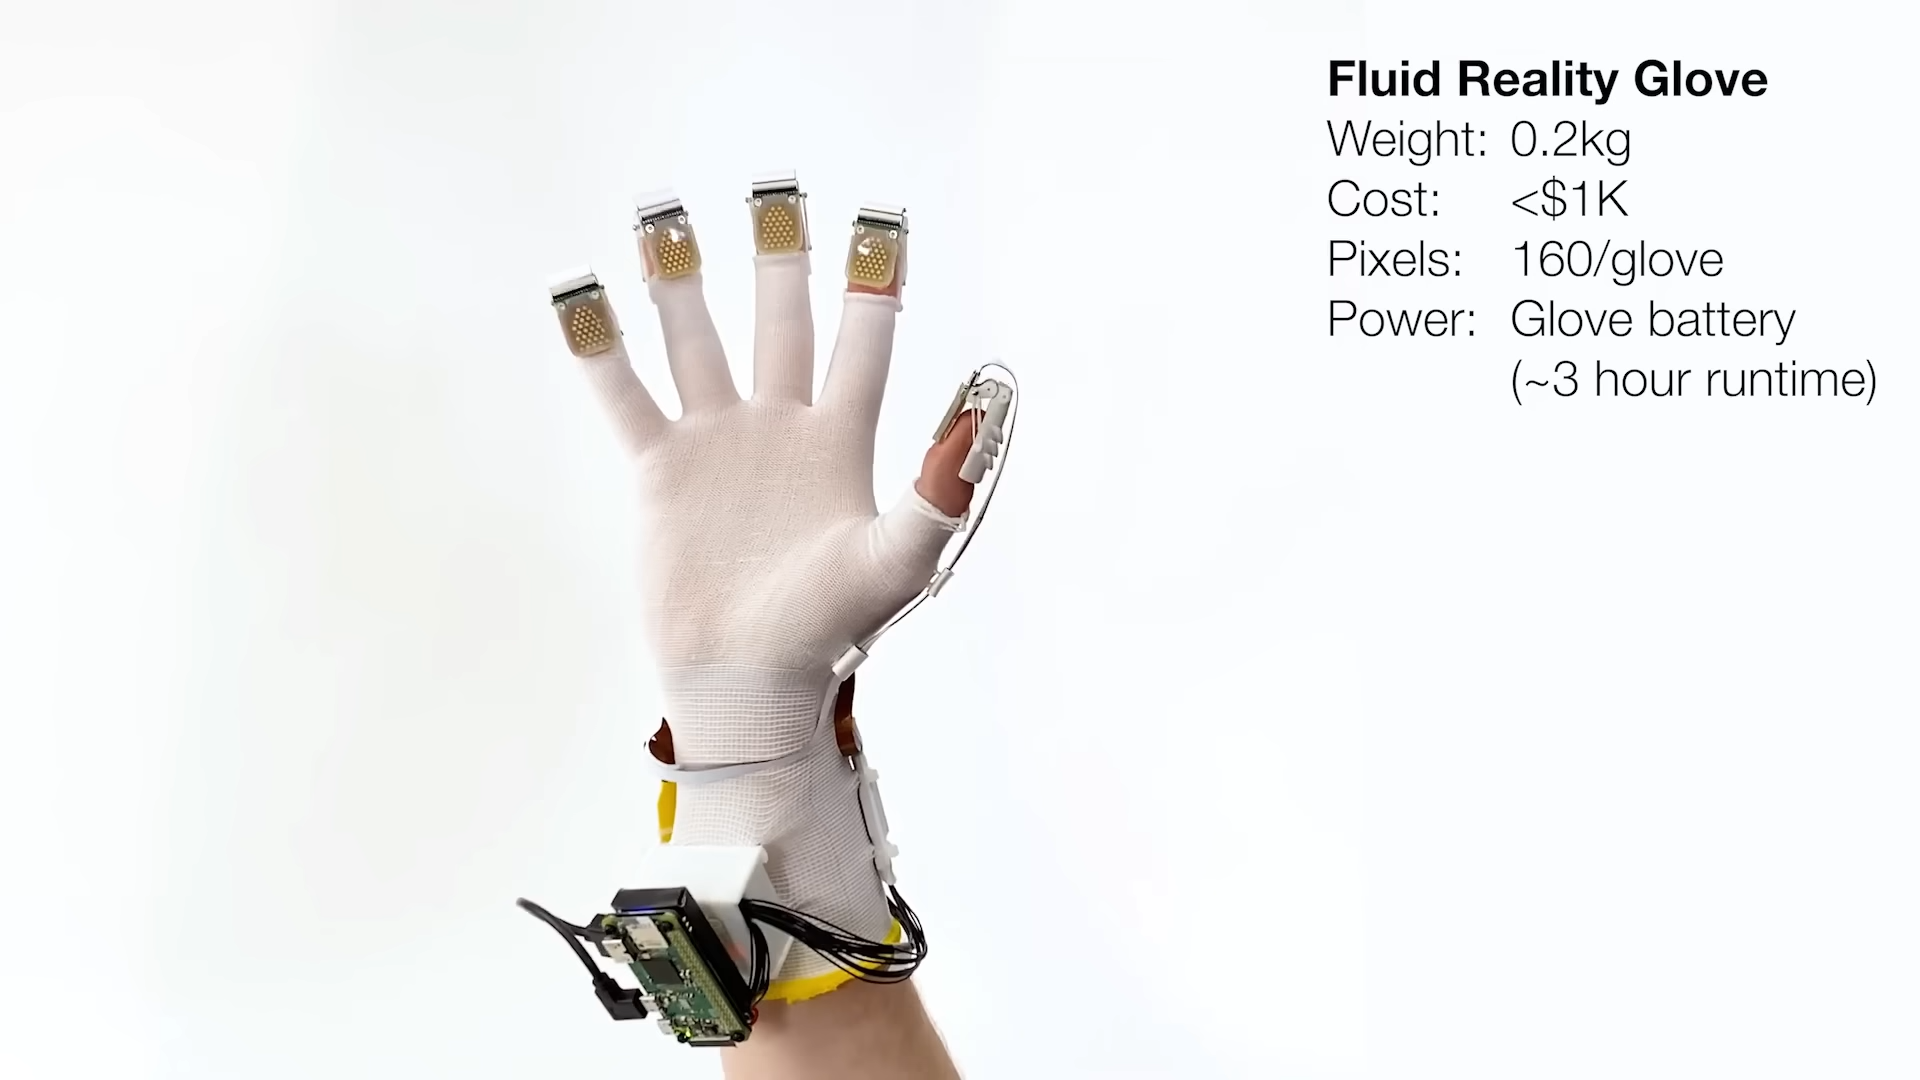 Fluid Reality Glove
Weight: 0.2kg
Cost: <$1K
Pixels: 160/glove
Power: Glove battery
(~3 hour runtime)